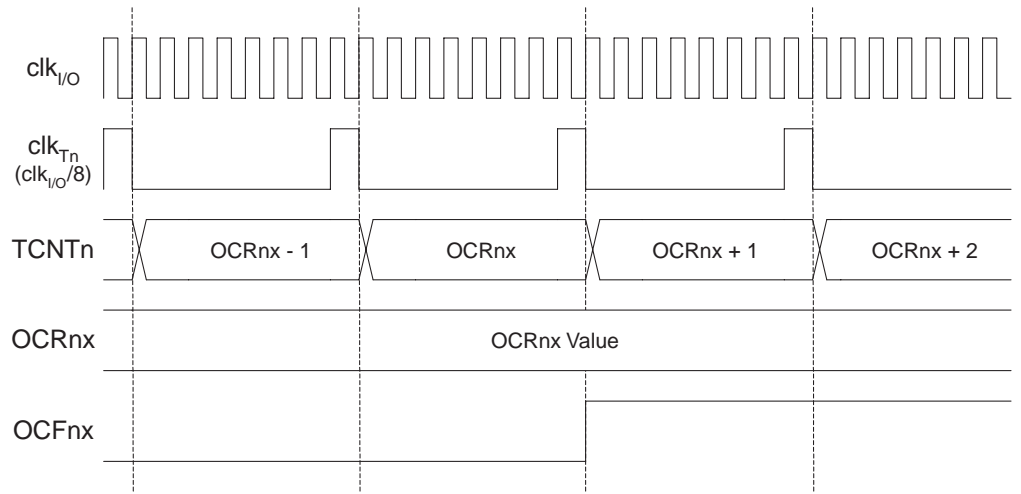 clkI/O
clkTn
(clkI/O/8)
TCNTn
OCRnx - 1
OCRnx
OCRnx + 1
OCRnx + 2
OCRnx
OCRnx Value
OCFnx